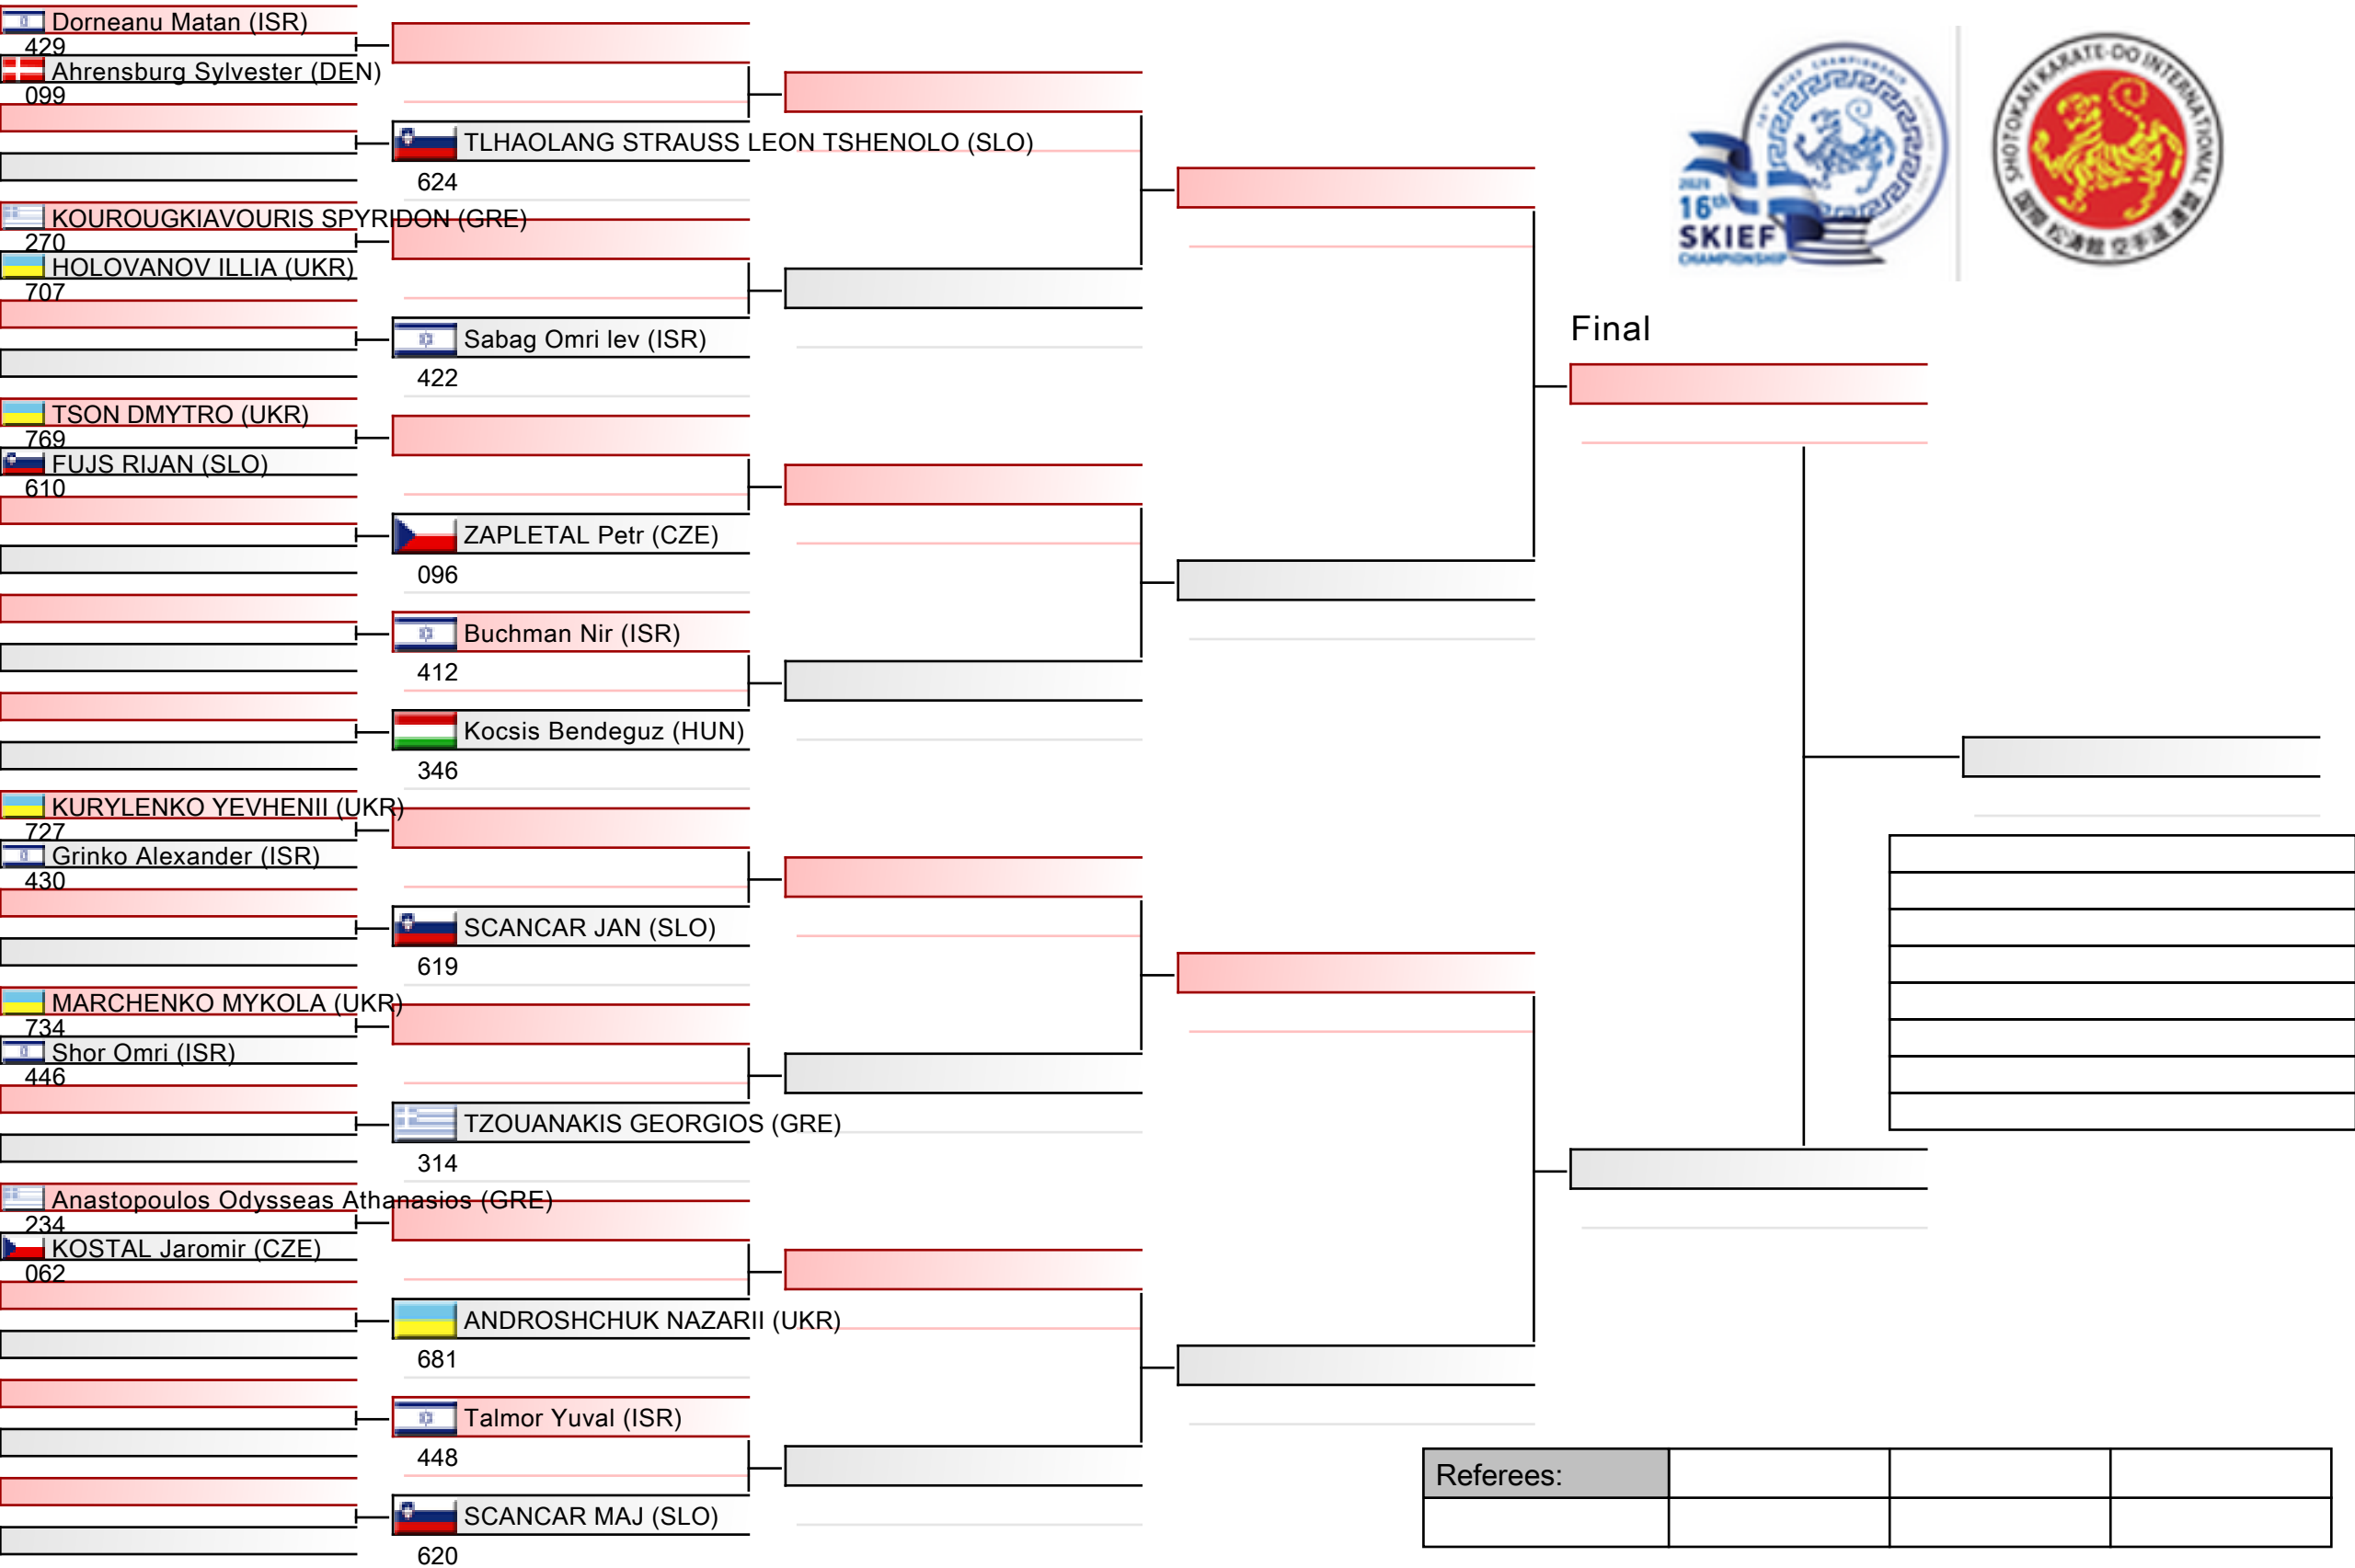 Dorneanu Matan (ISR)
429
Ahrensburg Sylvester (DEN)
099
TLHAOLANG STRAUSS LEON TSHENOLO (SLO)
624
KOUROUGKIAVOURIS SPYRIDON (GRE)
270
HOLOVANOV ILLIA (UKR)
707
Sabag Omri lev (ISR)
422
TSON DMYTRO (UKR)
769
FUJS RIJAN (SLO)
610
ZAPLETAL Petr (CZE)
096
Buchman Nir (ISR)
412
Kocsis Bendeguz (HUN)
346
KURYLENKO YEVHENII (UKR)
727
Grinko Alexander (ISR)
430
SCANCAR JAN (SLO)
619
MARCHENKO MYKOLA (UKR)
734
Shor Omri (ISR)
446
TZOUANAKIS GEORGIOS (GRE)
314
Anastopoulos Odysseas Athanasios (GRE)
234
KOSTAL Jaromir (CZE)
062
ANDROSHCHUK NAZARII (UKR)
681
Talmor Yuval (ISR)
448
SCANCAR MAJ (SLO)
620
16th
SKIEF
CHAMPIONSHIP
SHOTOKAN KARATE-DO INTERNATIONAL
Final
Referees: